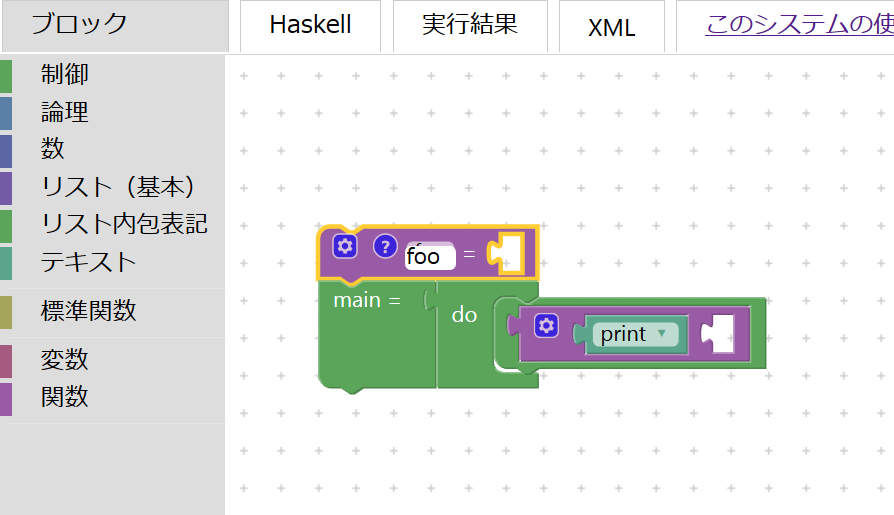 ブロック
Haskell
実行結果
XML
このシステムの使
制御
論理
数
リスト（基本）
リスト内包表記
テキスト
標準関数
変数
関数
? foo =
main =
do
print ▼